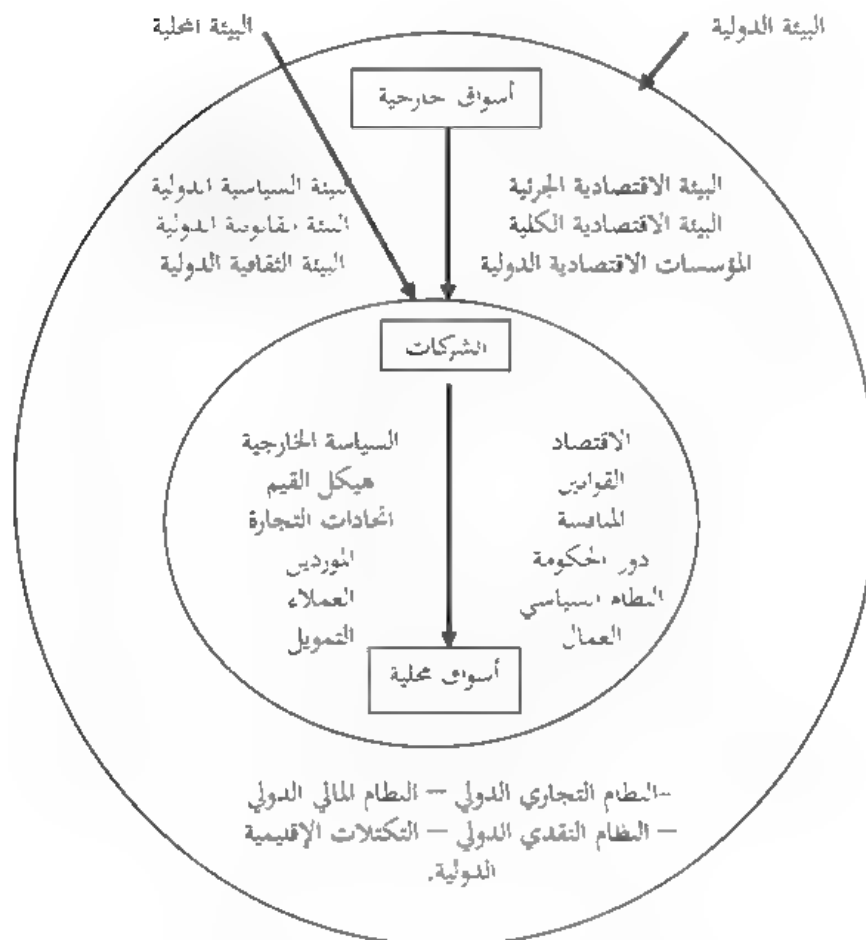 البيئة الدولية
البيئة المحلية
أسواق خارجية
البيئة الاقتصادية الجزئية
البيئة الاقتصادية الكلية
المؤسسات الاقتصادية الدولية
البيئة السياسية الدولية
البيئة القانونية الدولية
البيئة الثقافية الدولية
الشركات
الاقتصاد
القوانين
المنافسة
دور الحكومة
النظام السياسي
العمال
السياسة الخارجية
هيكل القيم
اتحادات التجارة
الموردين
العملاء
التمويل
أسواق محلية
-النظام التجاري الدولي – النظام المالي الدولي
– النظام النقدي الدولي – التكتلات الإقليمية
الدولية.